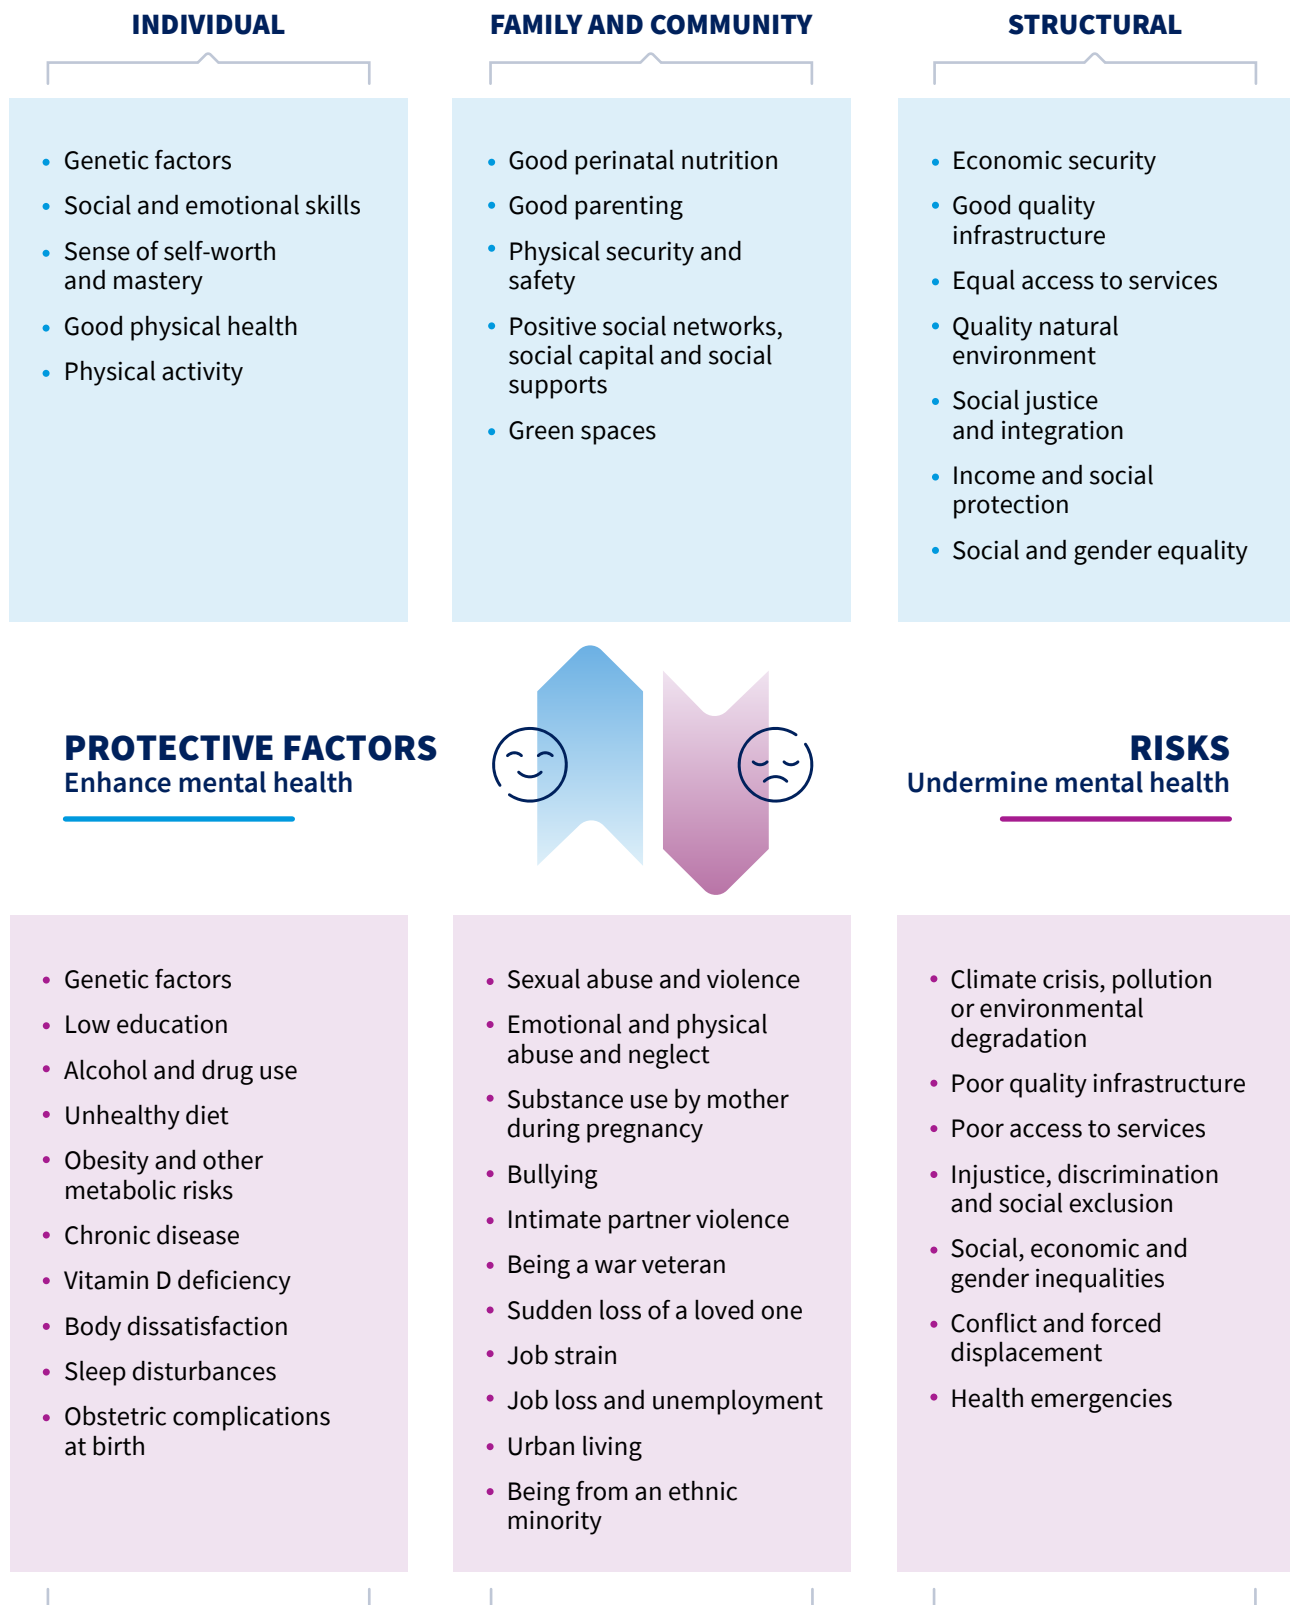 INDIVIDUAL
FAMILY AND COMMUNITY
STRUCTURAL
• Genetic factors
• Social and emotional skills
• Sense of self-worth
and mastery
• Good physical health
• Physical activity
• Good perinatal nutrition
• Good parenting
• Physical security and
safety
• Positive social networks,
social capital and social
supports
• Green spaces
• Economic security
• Good quality
infrastructure
• Equal access to services
• Quality natural
environment
• Social justice
and integration
• Income and social
protection
• Social and gender equality
PROTECTIVE FACTORS
Enhance mental health
RISKS
Undermine mental health
• Genetic factors
• Low education
• Alcohol and drug use
• Unhealthy diet
• Obesity and other
metabolic risks
• Chronic disease
• Vitamin D deficiency
• Body dissatisfaction
• Sleep disturbances
• Obstetric complications
at birth
• Sexual abuse and violence
• Emotional and physical
abuse and neglect
• Substance use by mother
during pregnancy
• Bullying
• Intimate partner violence
• Being a war veteran
• Sudden loss of a loved one
• Job strain
• Job loss and unemployment
• Urban living
• Being from an ethnic
minority
• Climate crisis, pollution
or environmental
degradation
• Poor quality infrastructure
• Poor access to services
• Injustice, discrimination
and social exclusion
• Social, economic and
gender inequalities
• Conflict and forced
displacement
• Health emergencies